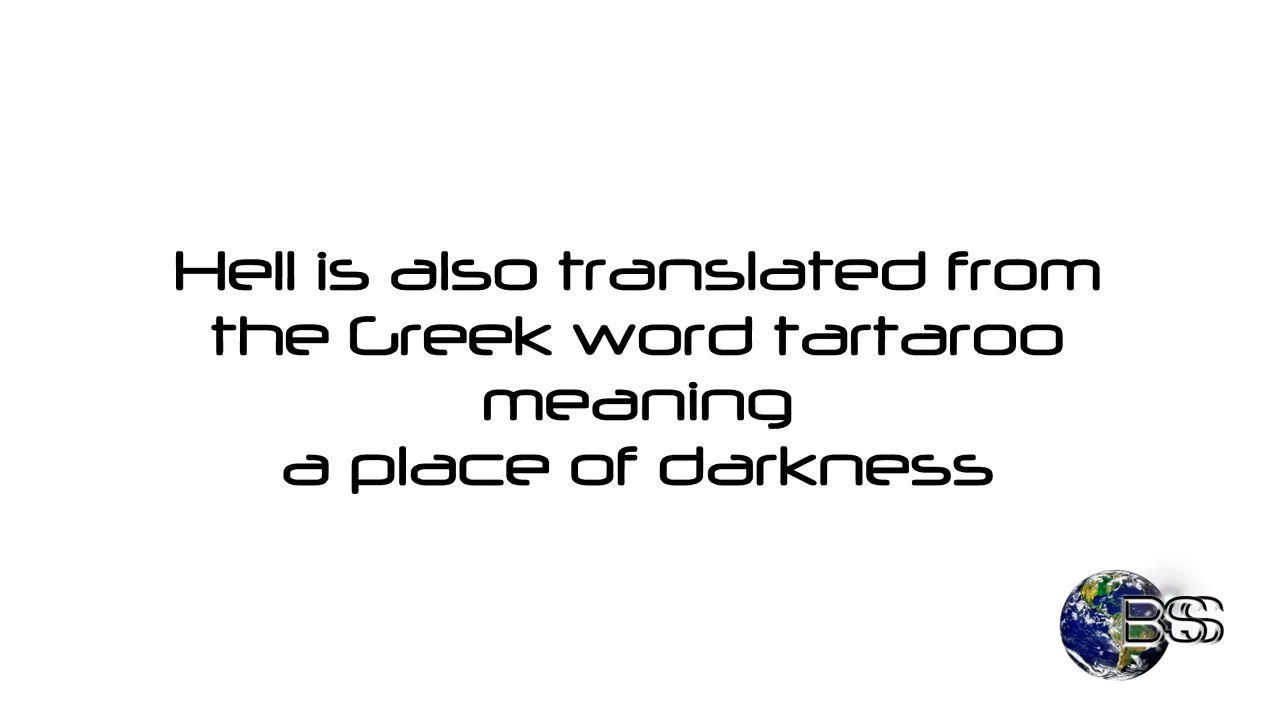 Hell is also translated from
the Greek word tartaroo
meaning
a place of darkness
BSS